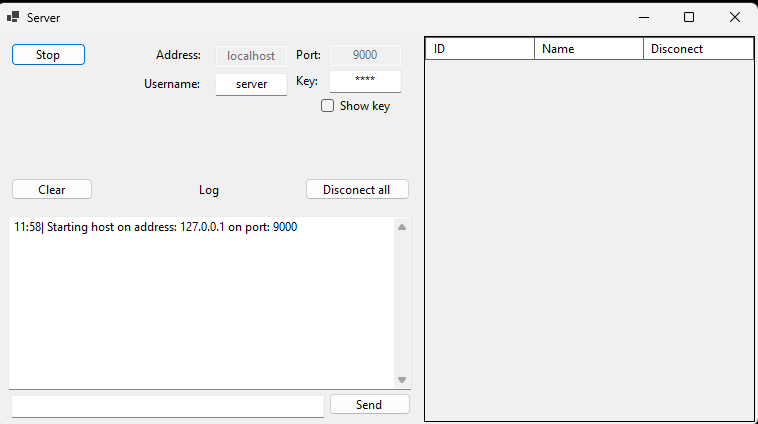 Server
Stop Address: localhost Port: 9000
Username: server Key: ****
Show key
Clear Log Disconect all
11:58| Starting host on address: 127.0.0.1 on port: 9000
Send
ID Name Disconect